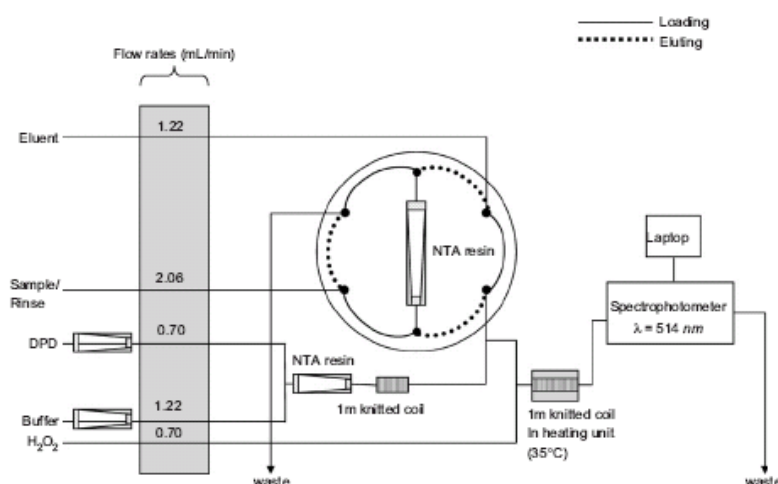 Loading
Eluting
Flow rates (mL/min)
Eluent
1.22
NTA resin
Laptop
Sample/
Rinse
2.06
Spectrophotometer
λ = 514 nm
DPD
0.70
NTA resin
1m knitted coil
Buffer
1.22
H₂O₂
0.70
1m knitted coil
In heating unit
(35°C)
waste
waste